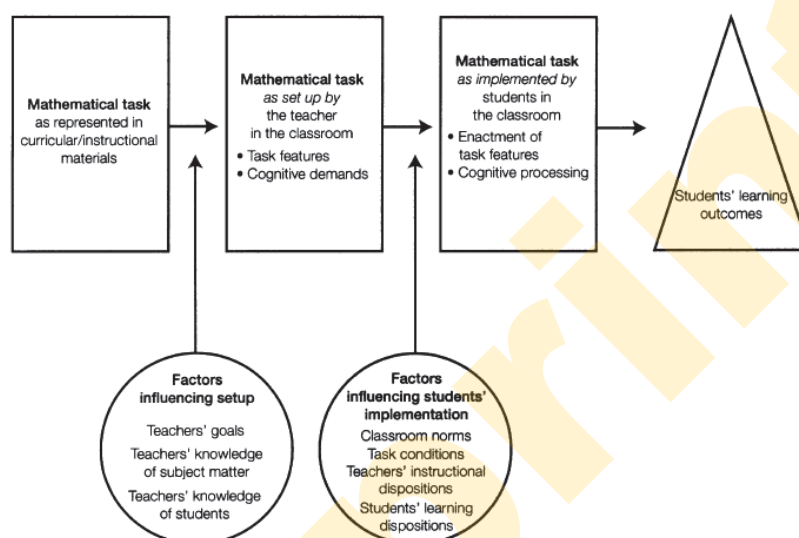 Mathematical task
as represented in
curricular/instructional
materials
Mathematical task
as set up by
the teacher
in the classroom
• Task features
• Cognitive demands
Mathematical task
as implemented by
students in
the classroom
• Enactment of
task features
• Cognitive processing
Students' learning
outcomes
Factors
influencing setup
Teachers' goals
Teachers' knowledge
of subject matter
Teachers' knowledge
of students
Factors
influencing students'
implementation
Classroom norms
Task conditions
Teachers' instructional
dispositions
Students' learning
dispositions